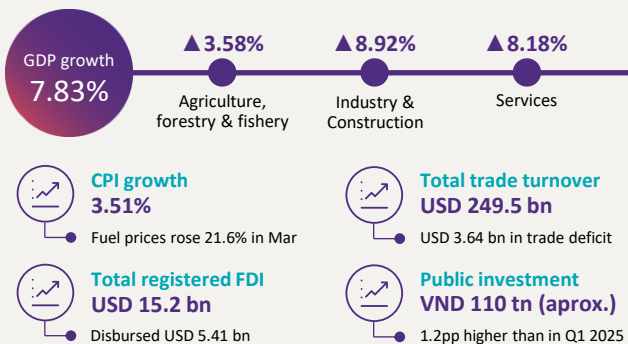 GDP growth
7.83%
▲3.58%
Agriculture,
forestry & fishery
▲8.92%
Industry &
Construction
▲8.18%
Services
CPI growth
3.51%
Fuel prices rose 21.6% in Mar
Total trade turnover
USD 249.5 bn
USD 3.64 bn in trade deficit
Total registered FDI
USD 15.2 bn
Disbursed USD 5.41 bn
Public investment
VND 110 tn (aprox.)
1.2pp higher than in Q1 2025